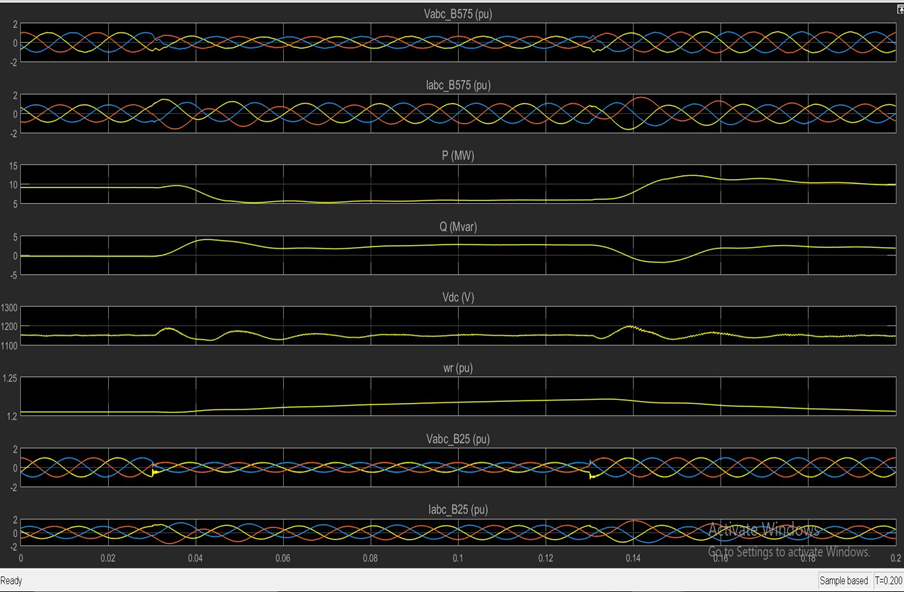 Vabc_B575 (pu)
2
0
-2
Iabc_B575 (pu)
2
0
-2
P (MW)
15
10
5
Q (Mvar)
5
0
-5
Vdc (V)
1300
1200
1100
wr (pu)
1.25
1.2
Vabc_B25 (pu)
2
0
-2
Iabc_B25 (pu)
2
0
-2
0 0.02 0.04 0.06 0.08 0.1 0.12 0.14 0.16 0.18 0.2
Activate Windows
Go to Settings to activate Windows.
Ready Sample based T=0.200